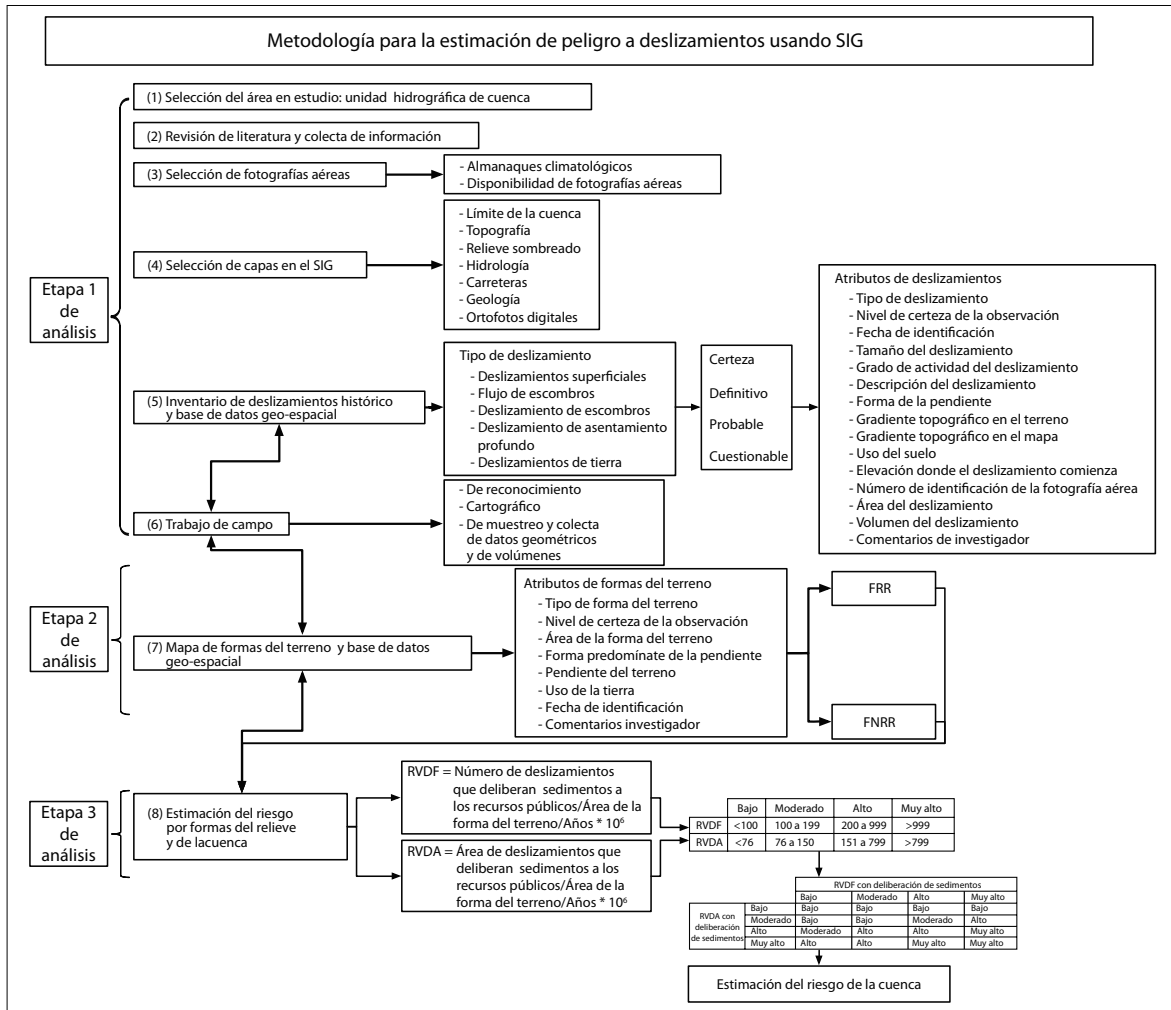 Metodología para la estimación de peligro a deslizamientos usando SIG
Etapa 1
de
análisis
(1) Selección del área en estudio: unidad hidrográfica de cuenca
(2) Revisión de literatura y colecta de información
(3) Selección de fotografías aéreas
- Almanaques climatológicos
- Disponibilidad de fotografías aéreas
(4) Selección de capas en el SIG
- Límite de la cuenca
- Topografía
- Relieve sombreado
- Hidrología
- Carreteras
- Geología
- Ortofotos digitales
(5) Inventario de deslizamientos histórico
y base de datos geo-espacial
Tipo de deslizamiento
- Deslizamientos superficiales
- Flujo de escombros
- Deslizamiento de escombros
- Deslizamiento de asentamiento
profundo
- Deslizamientos de tierra
Certeza
Definitivo
Probable
Cuestionable
Atributos de deslizamientos
- Tipo de deslizamiento
- Nivel de certeza de la observación
- Fecha de identificación
- Tamaño del deslizamiento
- Grado de actividad del deslizamiento
- Descripción del deslizamiento
- Forma de la pendiente
- Gradiente topográfico en el terreno
- Gradiente topográfico en el mapa
- Uso del suelo
- Elevación donde el deslizamiento comienza
- Número de identificación de la fotografía aérea
- Área del deslizamiento
- Volumen del deslizamiento
- Comentarios de investigador
(6) Trabajo de campo
- De reconocimiento
- Cartográfico
- De muestreo y colecta
de datos geométricos
y de volúmenes
Etapa 2
de
análisis
(7) Mapa de formas del terreno y base de datos
geo-espacial
Atributos de formas del terreno
- Tipo de forma del terreno
- Nivel de certeza de la observación
- Área de la forma del terreno
- Forma predomínate de la pendiente
- Pendiente del terreno
- Uso de la tierra
- Fecha de identificación
- Comentarios investigador
FRR
FNRR
Etapa 3
de
análisis
(8) Estimación del riesgo
por formas del relieve
y de lacuenca
RVDF = Número de deslizamientos
que deliberan sedimentos a
los recursos públicos/Área de la
forma del terreno/Años * 10⁶
RVDA = Área de deslizamientos que
deliberan sedimentos a los
recursos públicos/Área de la
forma del terreno/Años * 10⁶
Bajo Moderado Alto Muy alto
RVDF <100 100 a 199 200 a 999 >999
RVDA <76 76 a 150 151 a 799 >799
RVDF con deliberación de sedimentos
Bajo Moderado Alto Muy alto
RVDA con
deliberación
de sedimentos
Bajo Bajo Bajo Bajo Bajo
Moderado Bajo Bajo Moderado Alto
Alto Moderado Alto Alto Muy alto
Muy alto Alto Alto Muy alto Muy alto
Estimación del riesgo de la cuenca